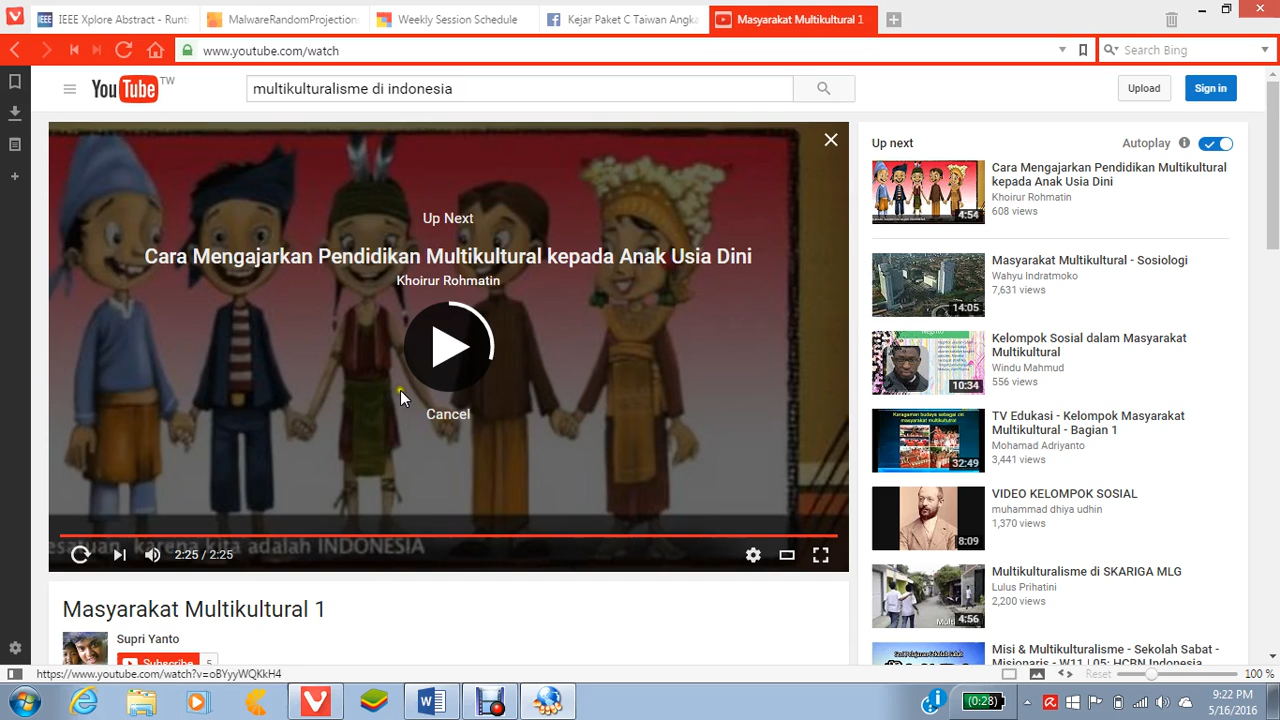 IEEE Xplore Abstract - Runti
MalwareRandomProjection
Weekly Session Schedule
Kejar Paket C Taiwan Angka
Masyarakat Multikultural 1
www.youtube.com/watch
Search Bing
YouTube TW
multikulturalisme di indonesia
Upload
Sign in
Up Next
Cara Mengajarkan Pendidikan Multikultural kepada Anak Usia Dini
Khoirur Rohmatin
Cancel
esatuan, karena kita adalah INDONESIA
2:25 / 2:25
Masyarakat Multikultural 1
Supri Yanto
Subscribe 5
Up next
Autoplay
Cara Mengajarkan Pendidikan Multikultural
kepada Anak Usia Dini
Khoirur Rohmatin
608 views
4:54
Masyarakat Multikultural - Sosiologi
Wahyu Indratmoko
7,631 views
14:05
Kelompok Sosial dalam Masyarakat
Multikultural
Windu Mahmud
556 views
10:34
TV Edukasi - Kelompok Masyarakat
Multikultural - Bagian 1
Mohamad Adriyanto
3,441 views
32:49
VIDEO KELOMPOK SOSIAL
muhammad dhiya udhin
1,370 views
8:09
Multikulturalisme di SKARIGA MLG
Lulus Prihatini
2,200 views
4:56
Misi & Multikulturalisme - Sekolah Sabat -
Misionaris - W11 | 05: HCBN Indonesia
https://www.youtube.com/watch?v=oBYyyWQKkH4
Reset
100 %
(0:28)
9:22 PM
5/16/2016